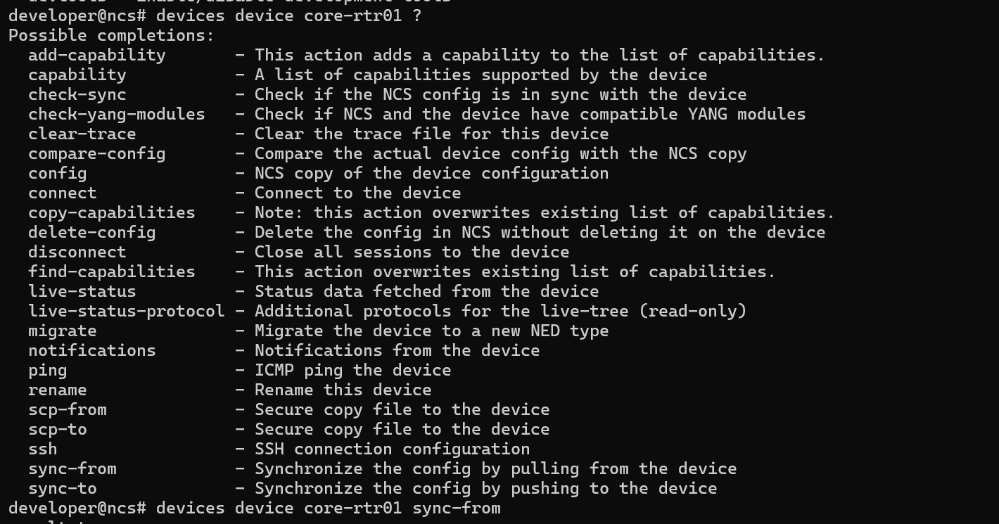 developer@ncs# devices device core-rtr01 ?
Possible completions:
  add-capability       - This action adds a capability to the list of capabilities.
  capability           - A list of capabilities supported by the device
  check-sync           - Check if the NCS config is in sync with the device
  check-yang-modules   - Check if NCS and the device have compatible YANG modules
  clear-trace          - Clear the trace file for this device
  compare-config       - Compare the actual device config with the NCS copy
  config               - NCS copy of the device configuration
  connect              - Connect to the device
  copy-capabilities    - Note: this action overwrites existing list of capabilities.
  delete-config        - Delete the config in NCS without deleting it on the device
  disconnect           - Close all sessions to the device
  find-capabilities    - This action overwrites existing list of capabilities.
  live-status          - Status data fetched from the device
  live-status-protocol - Additional protocols for the live-tree (read-only)
  migrate              - Migrate the device to a new NED type
  notifications        - Notifications from the device
  ping                 - ICMP ping the device
  rename               - Rename this device
  scp-from             - Secure copy file to the device
  scp-to               - Secure copy file to the device
  ssh                  - SSH connection configuration
  sync-from            - Synchronize the config by pulling from the device
  sync-to              - Synchronize the config by pushing to the device
developer@ncs# devices device core-rtr01 sync-from